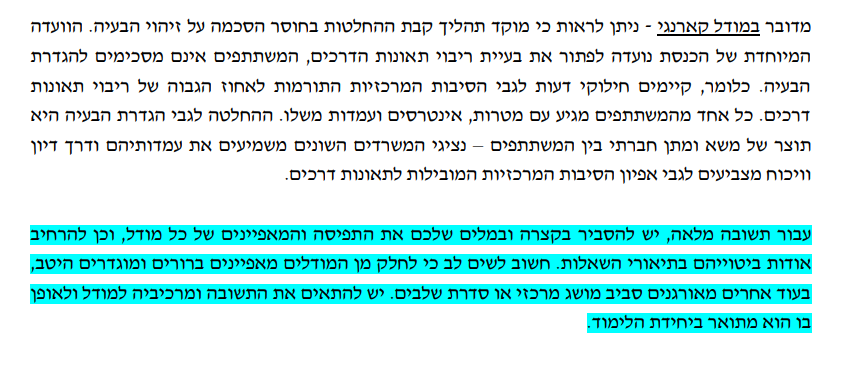 מדובר במודל קארנגי - ניתן לראות כי מוקד תהליך קבת ההחלטות בחוסר הסכמה על זיהוי הבעיה. הוועדה
המיוחדת של הכנסת נועדה לפתור את בעיית ריבוי תאונות הדרכים, המשתתפים אינם מסכימים להגדרת
הבעיה. כלומר, קיימים חילוקי דעות לגבי הסיבות המרכזיות התורמות לאחוז הגבוה של ריבוי תאונות
דרכים. כל אחד מהמשתתפים מגיע עם מטרות, אינטרסים ועמדות משלו. ההחלטה לגבי הגדרת הבעיה היא
תוצר של משא ומתן חברתי בין המשתתפים – נציגי המשרדים השונים משמיעים את עמדותיהם ודרך דיון
וויכוח מצביעים לגבי אפיון הסיבות המרכזיות המובילות לתאונות דרכים.
עבור תשובה מלאה, יש להסביר בקצרה ובמלים שלכם את התפיסה והמאפיינים של כל מודל, וכן להרחיב
אודות ביטוייהם בתיאורי השאלות. חשוב לשים לב כי לחלק מן המודלים מאפיינים ברורים ומוגדרים היטב,
בעוד אחרים מאורגנים סביב מושג מרכזי או סדרת שלבים. יש להתאים את התשובה ומרכיביה למודל ולאופן
בו הוא מתואר ביחידת הלימוד.